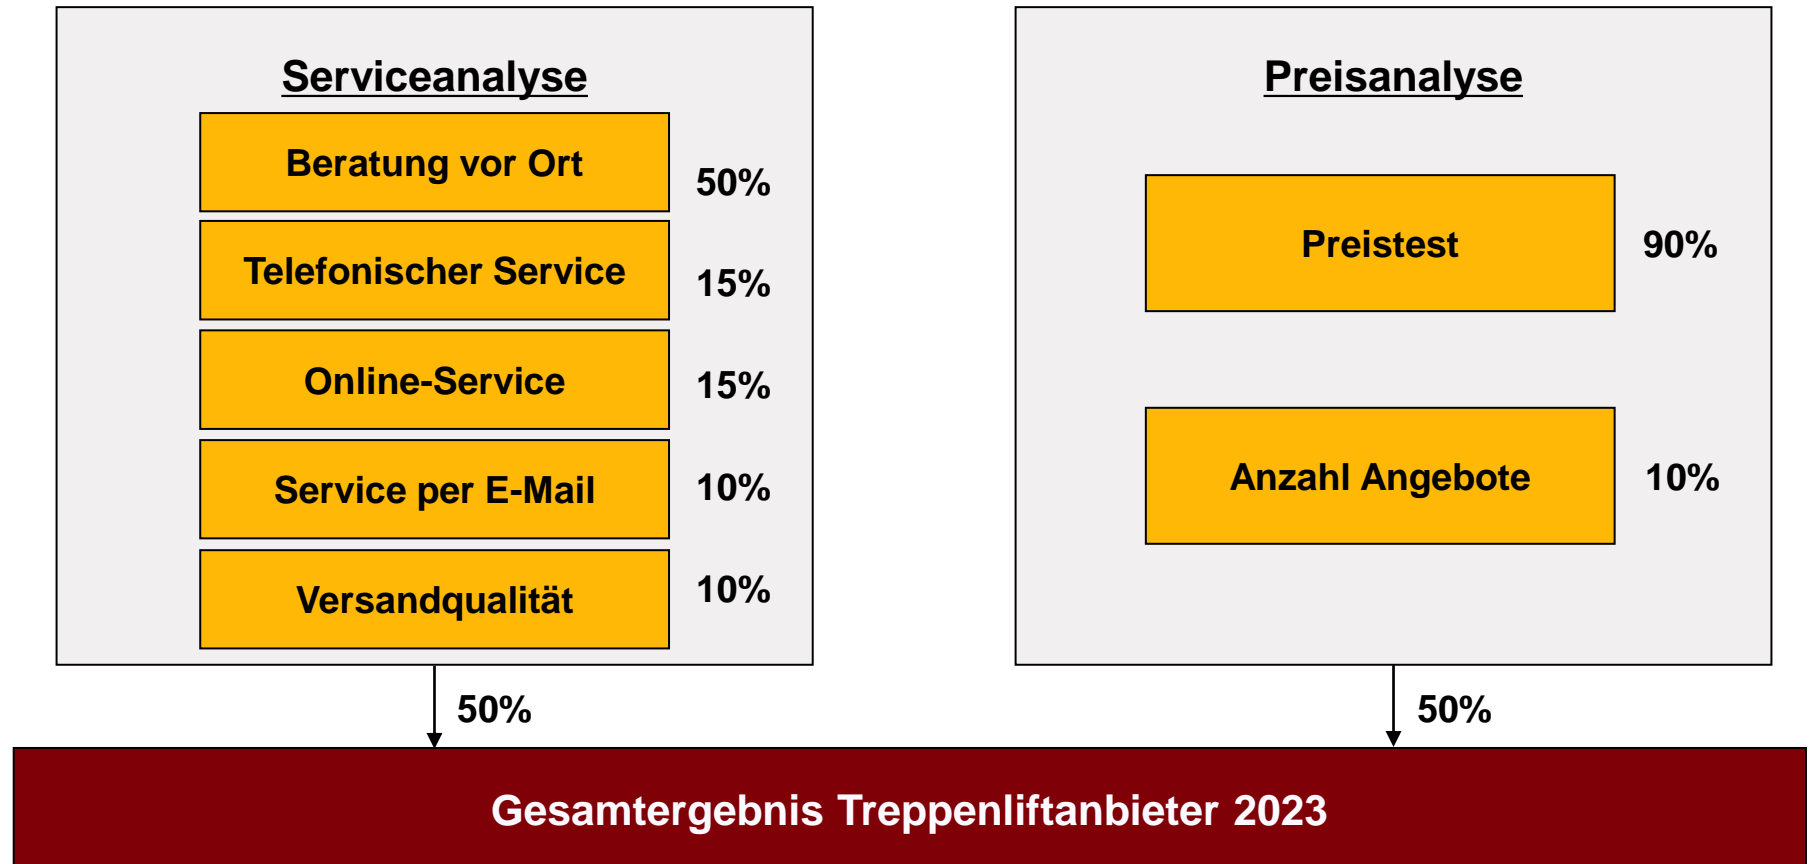 Serviceanalyse
Beratung vor Ort
50%
Telefonischer Service
15%
Online-Service
15%
Service per E-Mail
10%
Versandqualität
10%
50%
Preisanalyse
Preistest
90%
Anzahl Angebote
10%
50%
Gesamtergebnis Treppenliftanbieter 2023